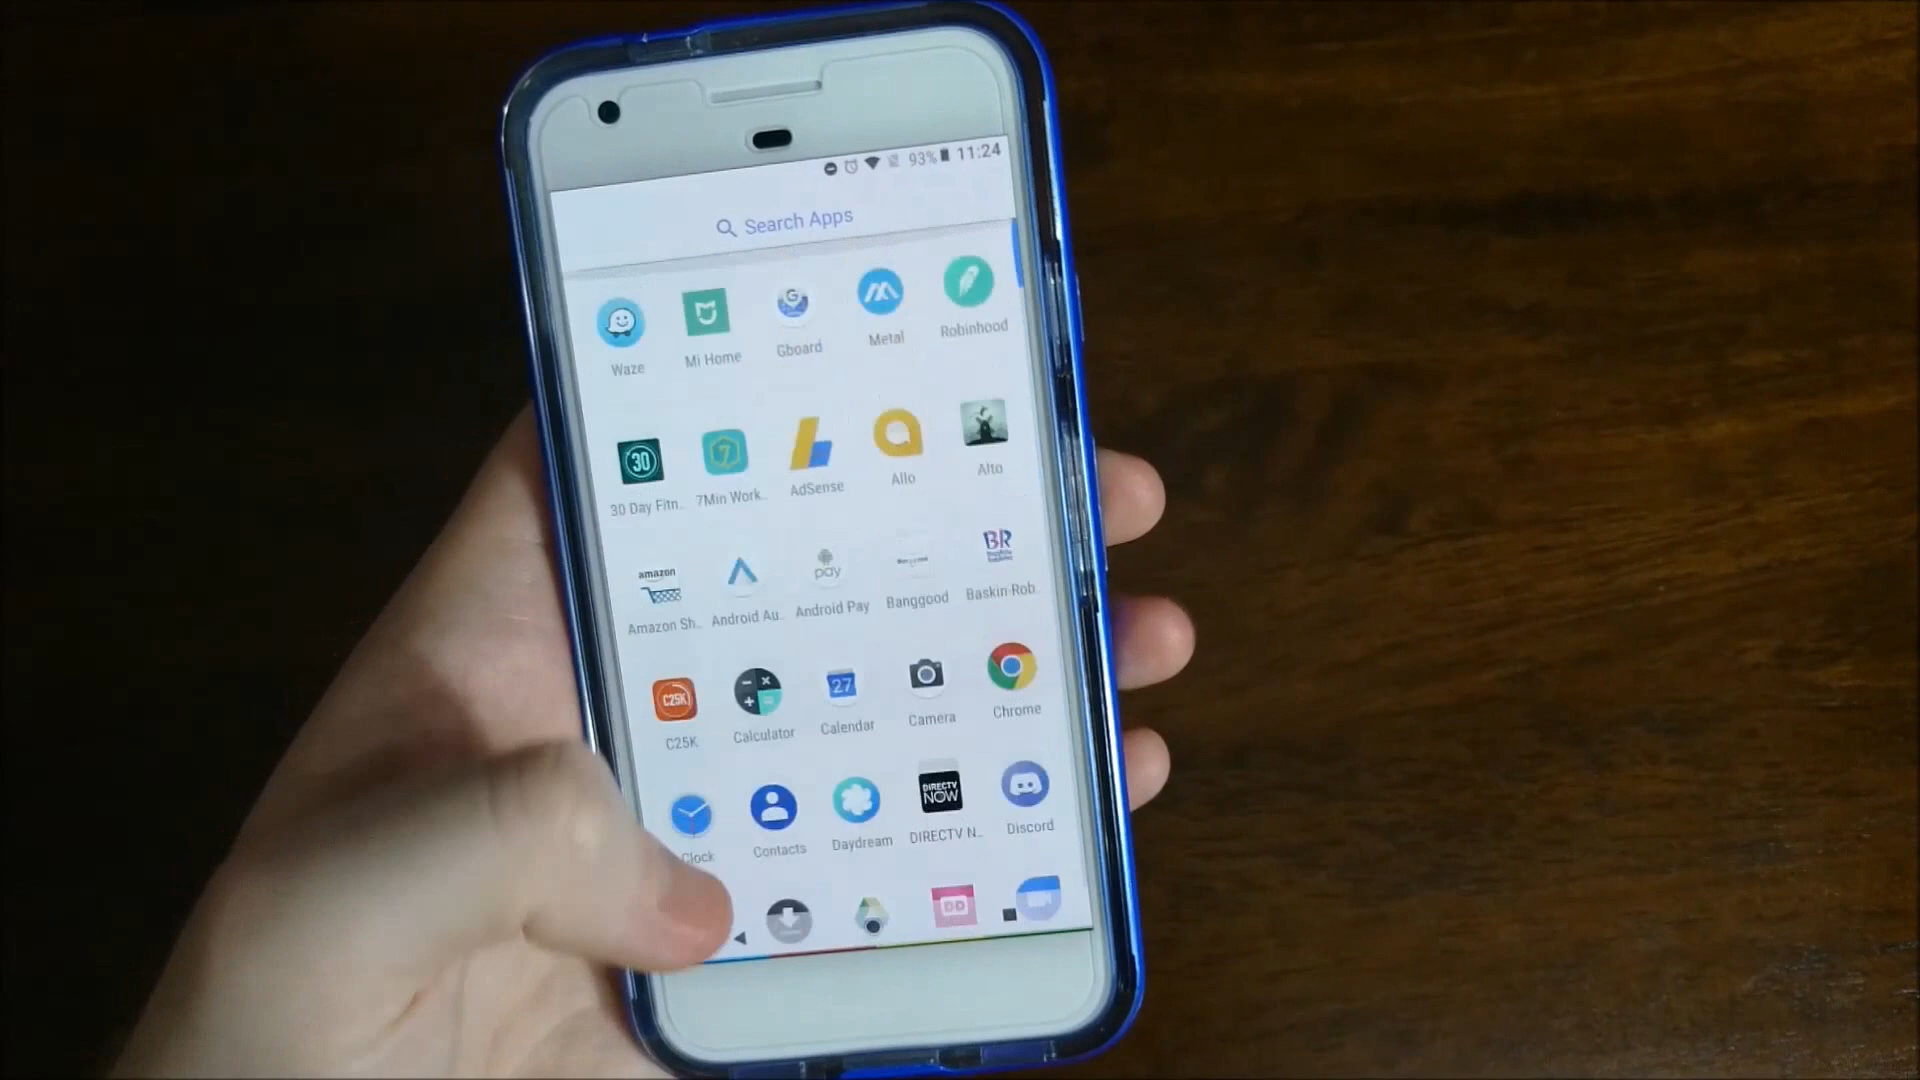 93% 11:24
Search Apps
Waze Mi Home Gboard Metal Robinhood
30 7
30 Day Fitn.. 7Min Work.. AdSense Allo Alto
amazon pay BR
Amazon Sh.. Android Au.. Android Pay Banggood Baskin-Rob..
C25K 27
C25K Calculator Calendar Camera Chrome
DIRECTV
NOW
Clock Contacts Daydream DIRECTV N.. Discord
DD